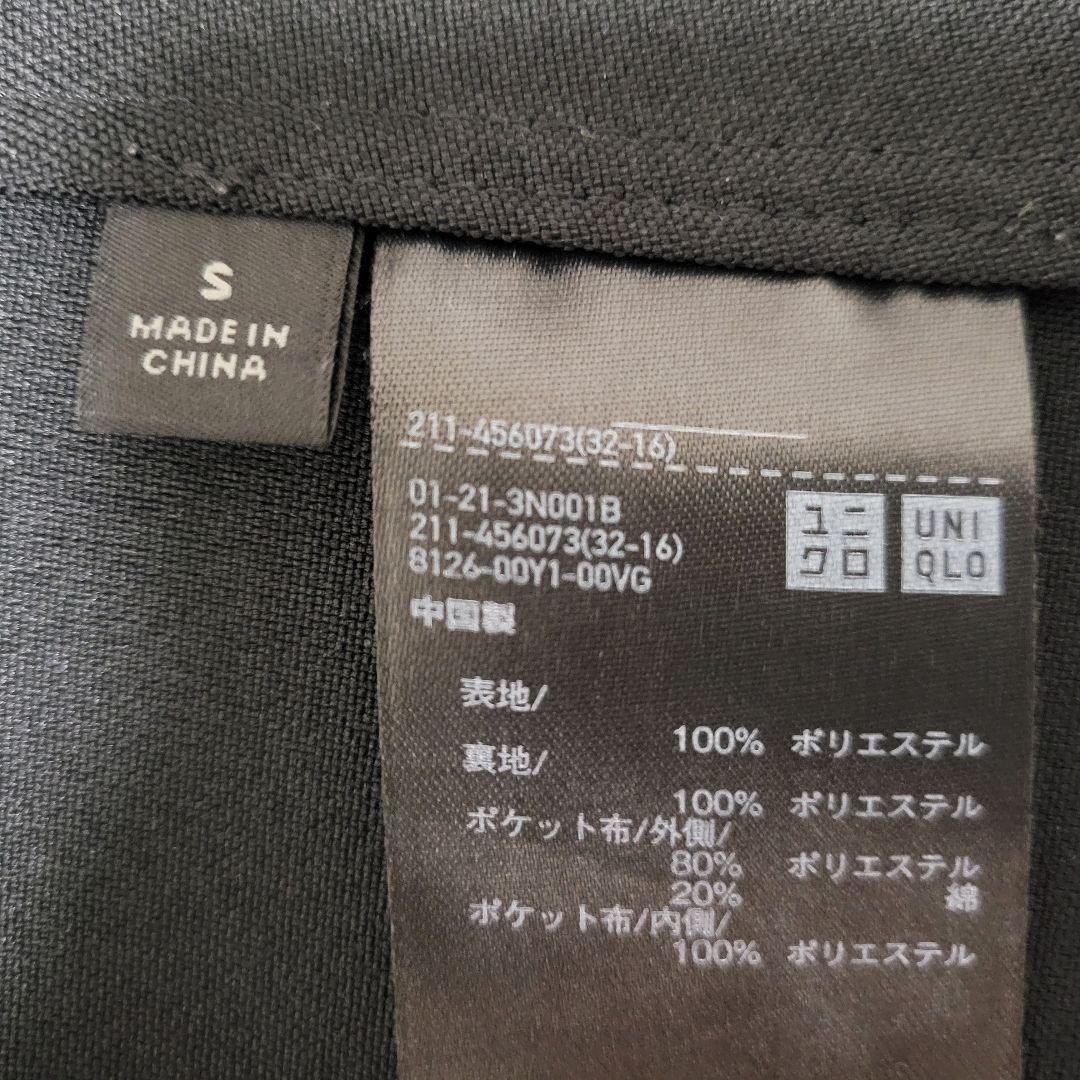 S
MADE IN
CHINA
211-456073(32-16)
01-21-3N001B
211-456073(32-16)
8126-00Y1-00VG
中国製
ユニ
クロ
UNI
QLO
表地/
100% ポリエステル
裏地/
100% ポリエステル
ポケット布/外側/
80% ポリエステル
20% 綿
ポケット布/内側/
100% ポリエステル